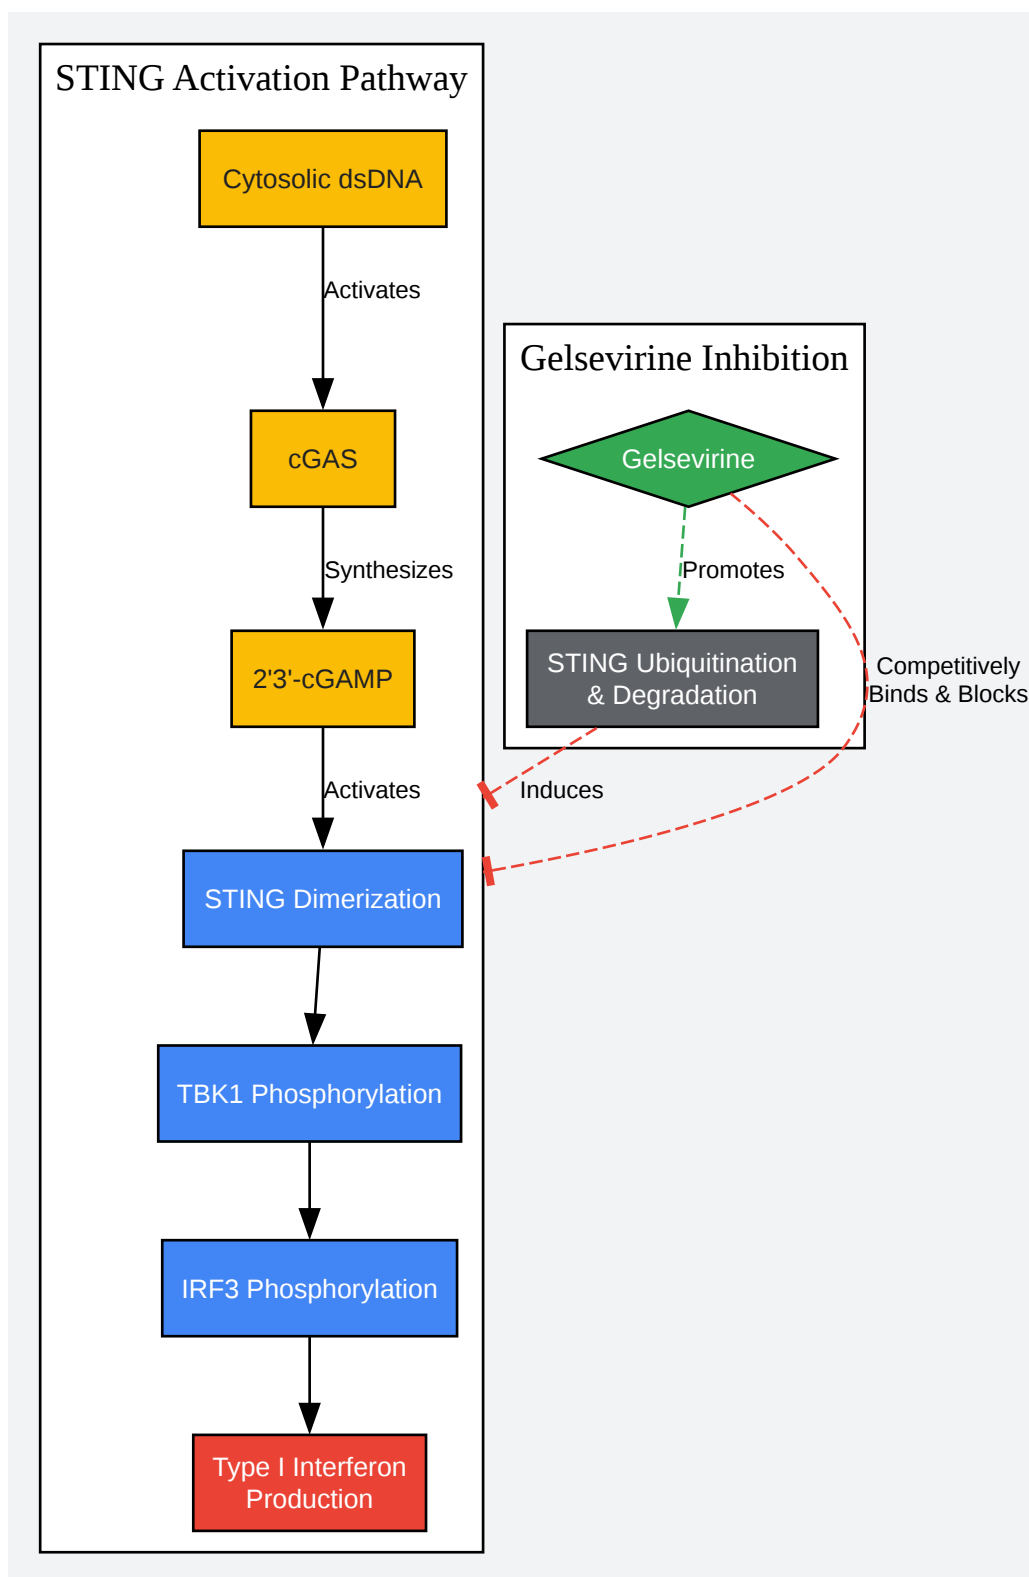 STING Activation Pathway
Cytosolic dsDNA
Activates
cGAS
Synthesizes
2'3'-cGAMP
Activates
STING Dimerization
TBK1 Phosphorylation
IRF3 Phosphorylation
Type I Interferon
Production
Gelsevirine Inhibition
Gelsevirine
Promotes
STING Ubiquitination
& Degradation
Induces
Competitively
Binds & Blocks